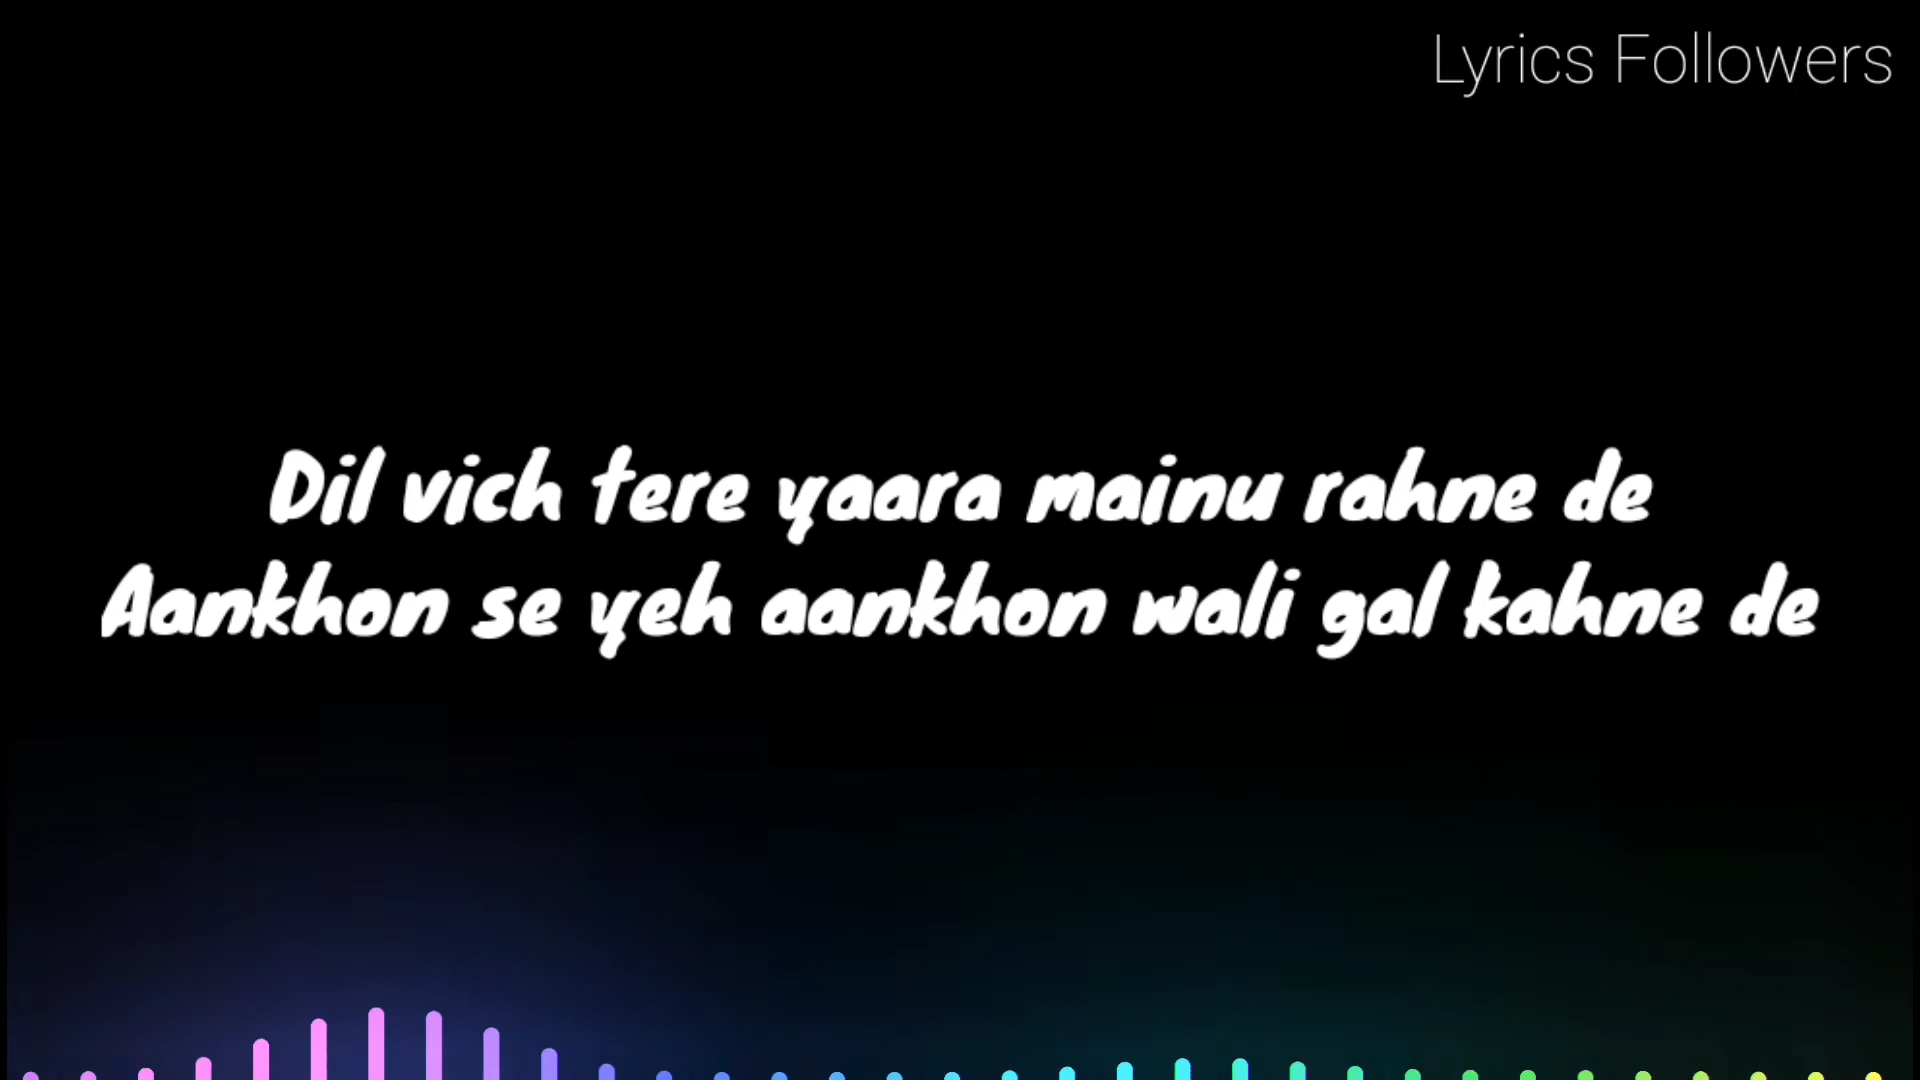 Lyrics Followers
Dil vich tere yaara mainu rahne de
Aankhon se yeh aankhon wali gal kahne de